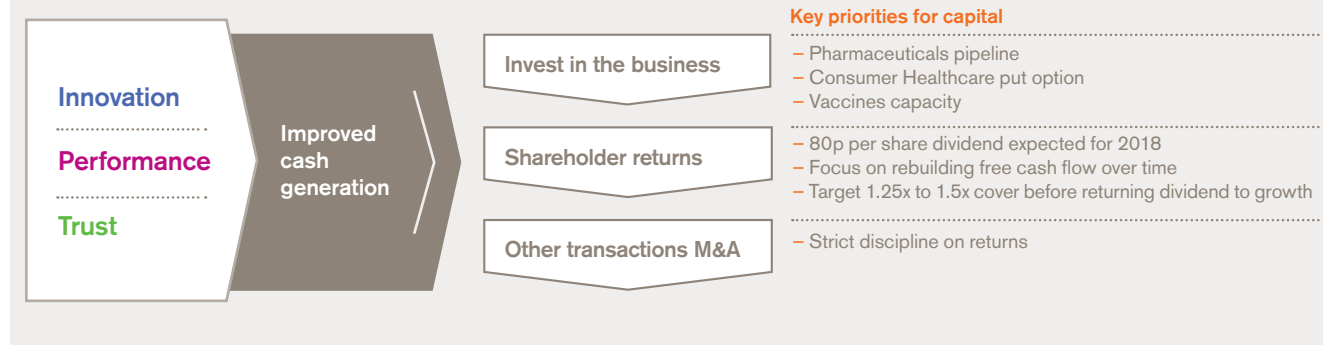 Innovation
Performance
Trust
Improved
cash
generation
Invest in the business
Shareholder returns
Other transactions M&A
Key priorities for capital
– Pharmaceuticals pipeline
– Consumer Healthcare put option
– Vaccines capacity
– 80p per share dividend expected for 2018
– Focus on rebuilding free cash flow over time
– Target 1.25x to 1.5x cover before returning dividend to growth
– Strict discipline on returns